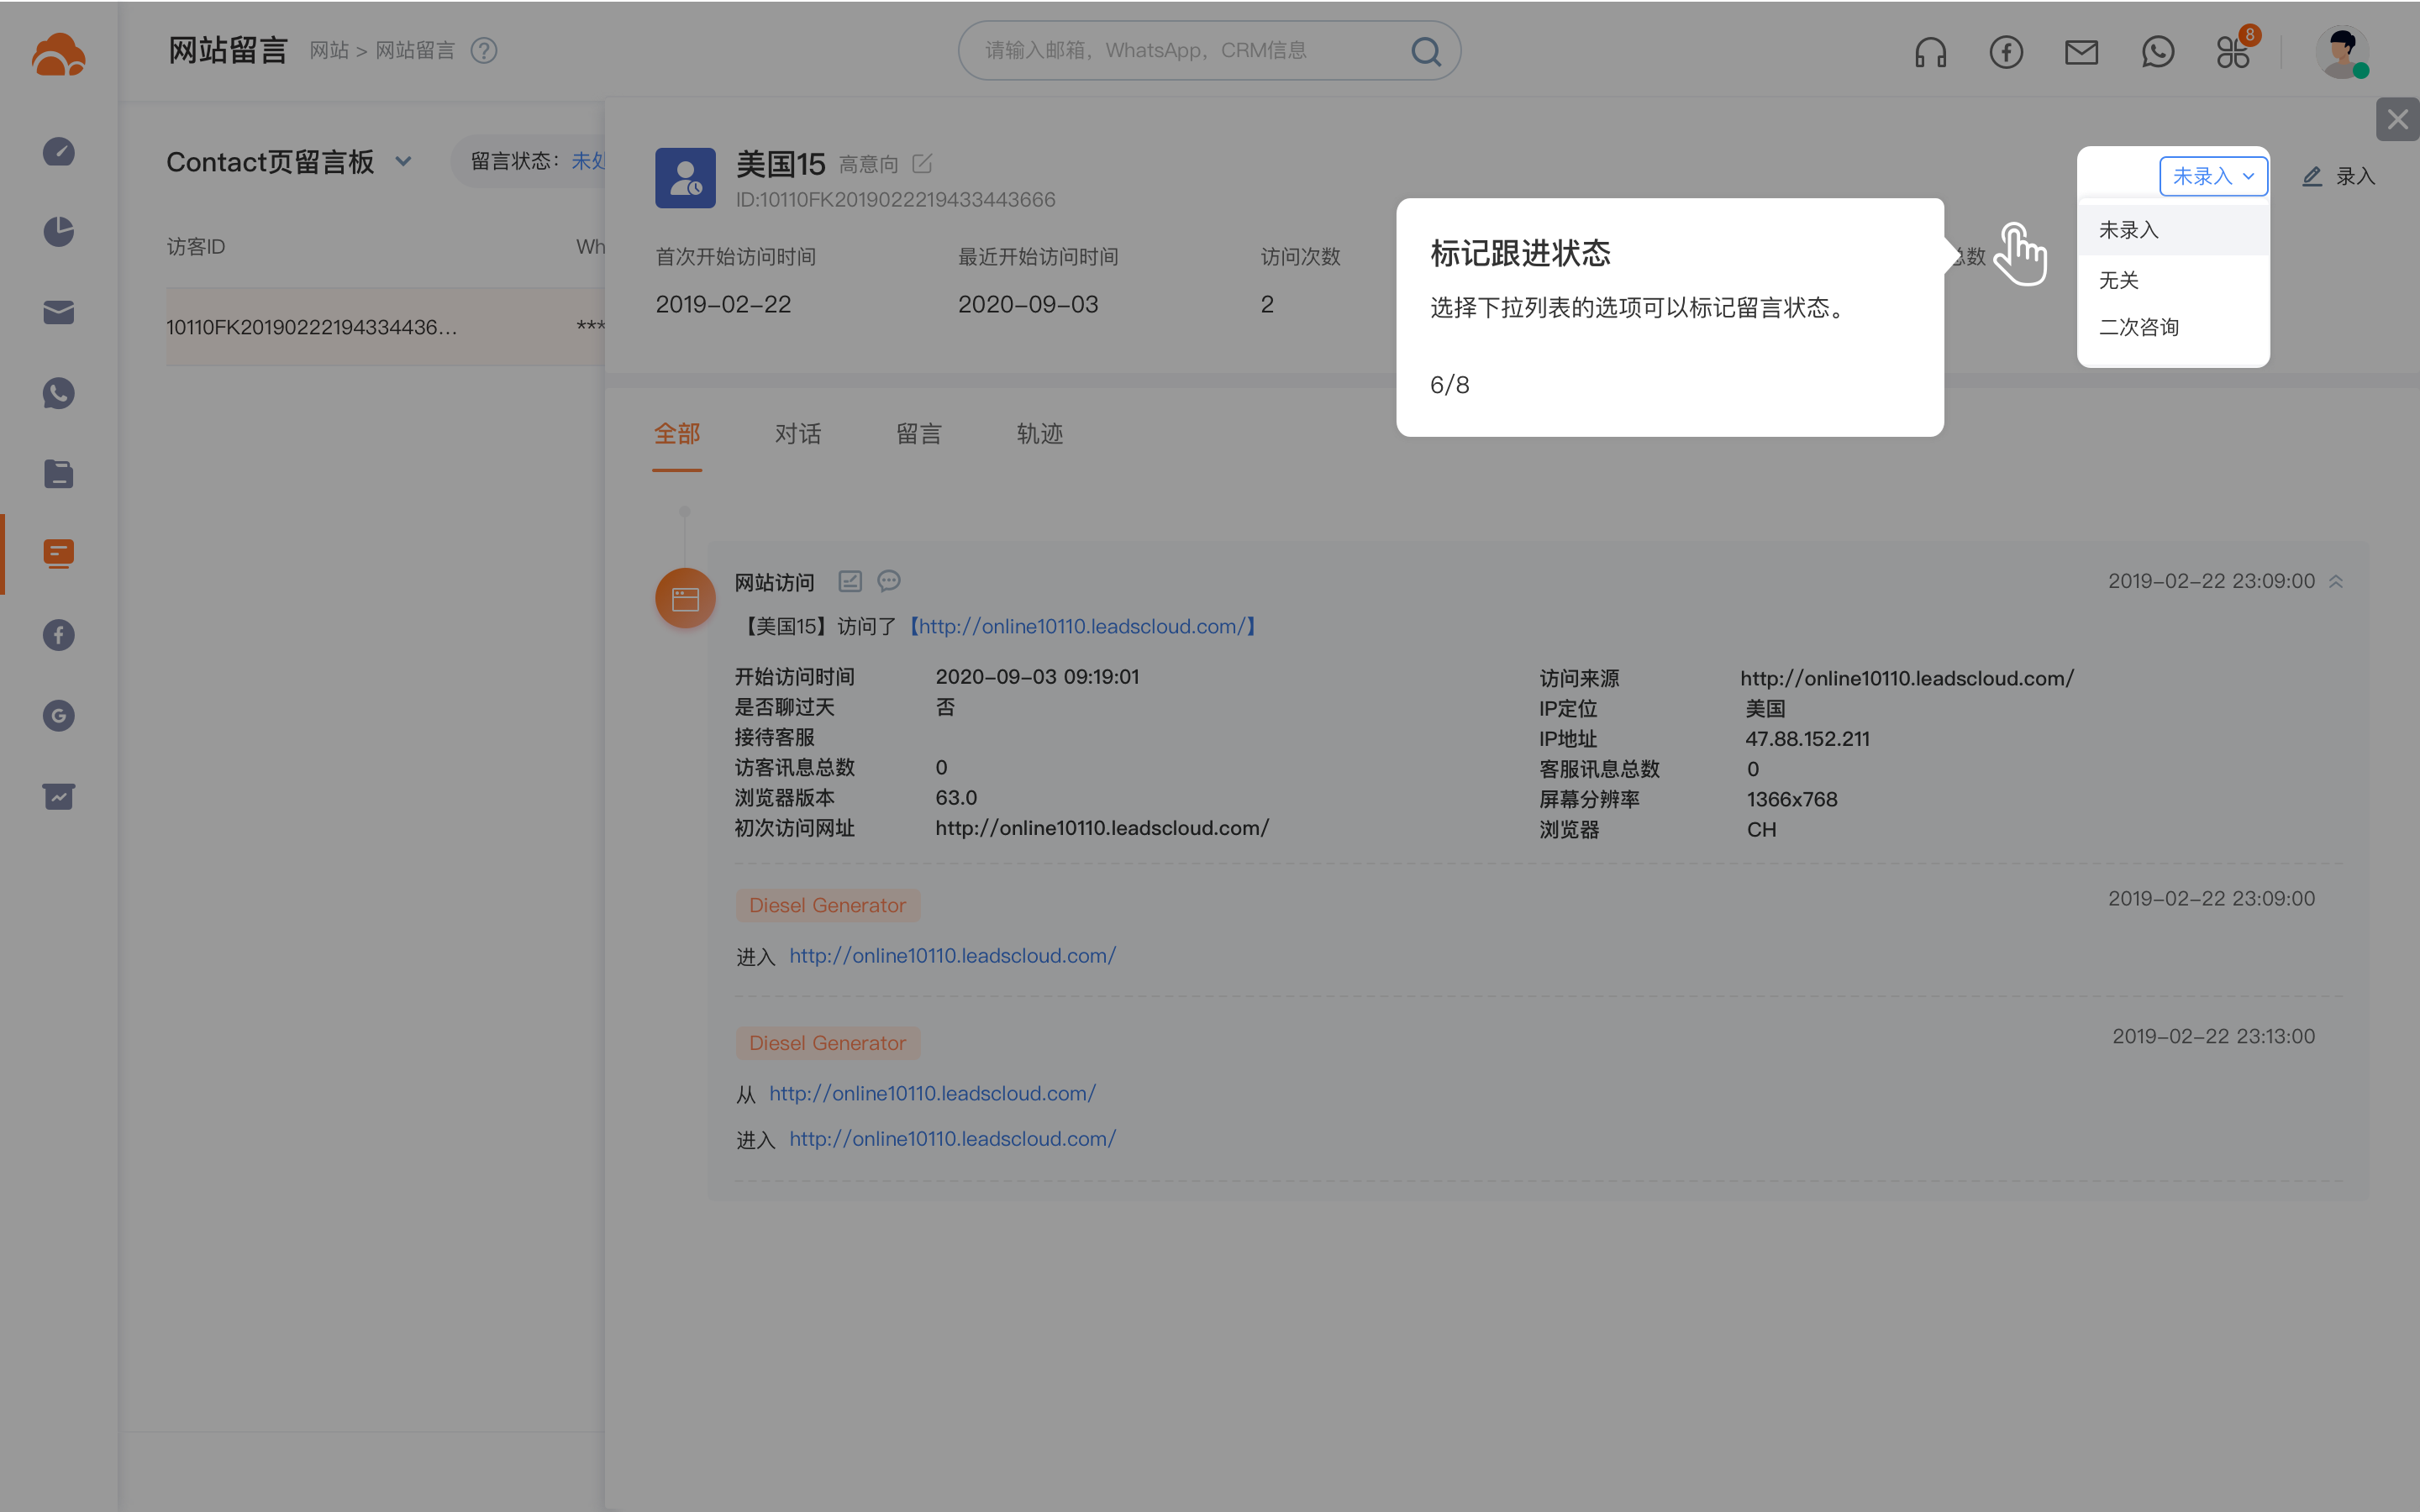 网站留言 网站 > 网站留言 ?
请输入邮箱，WhatsApp，CRM信息
8
Contact页留言板 留言状态：未处
访客ID Wh
10110FK20190222194334436... ***
美国15 高意向
ID:10110FK2019022219433443666
首次开始访问时间 最近开始访问时间 访问次数 总数
2019-02-22 2020-09-03 2
未录入 录入
未录入
无关
二次咨询
标记跟进状态
选择下拉列表的选项可以标记留言状态。
6/8
全部 对话 留言 轨迹
网站访问 2019-02-22 23:09:00
【美国15】访问了【http://online10110.leadscloud.com/】
开始访问时间 2020-09-03 09:19:01 访问来源 http://online10110.leadscloud.com/
是否聊过天 否 IP定位 美国
接待客服 IP地址 47.88.152.211
访客讯息总数 0 客服讯息总数 0
浏览器版本 63.0 屏幕分辨率 1366x768
初次访问网址 http://online10110.leadscloud.com/ 浏览器 CH
Diesel Generator 2019-02-22 23:09:00
进入 http://online10110.leadscloud.com/
Diesel Generator 2019-02-22 23:13:00
从 http://online10110.leadscloud.com/
进入 http://online10110.leadscloud.com/